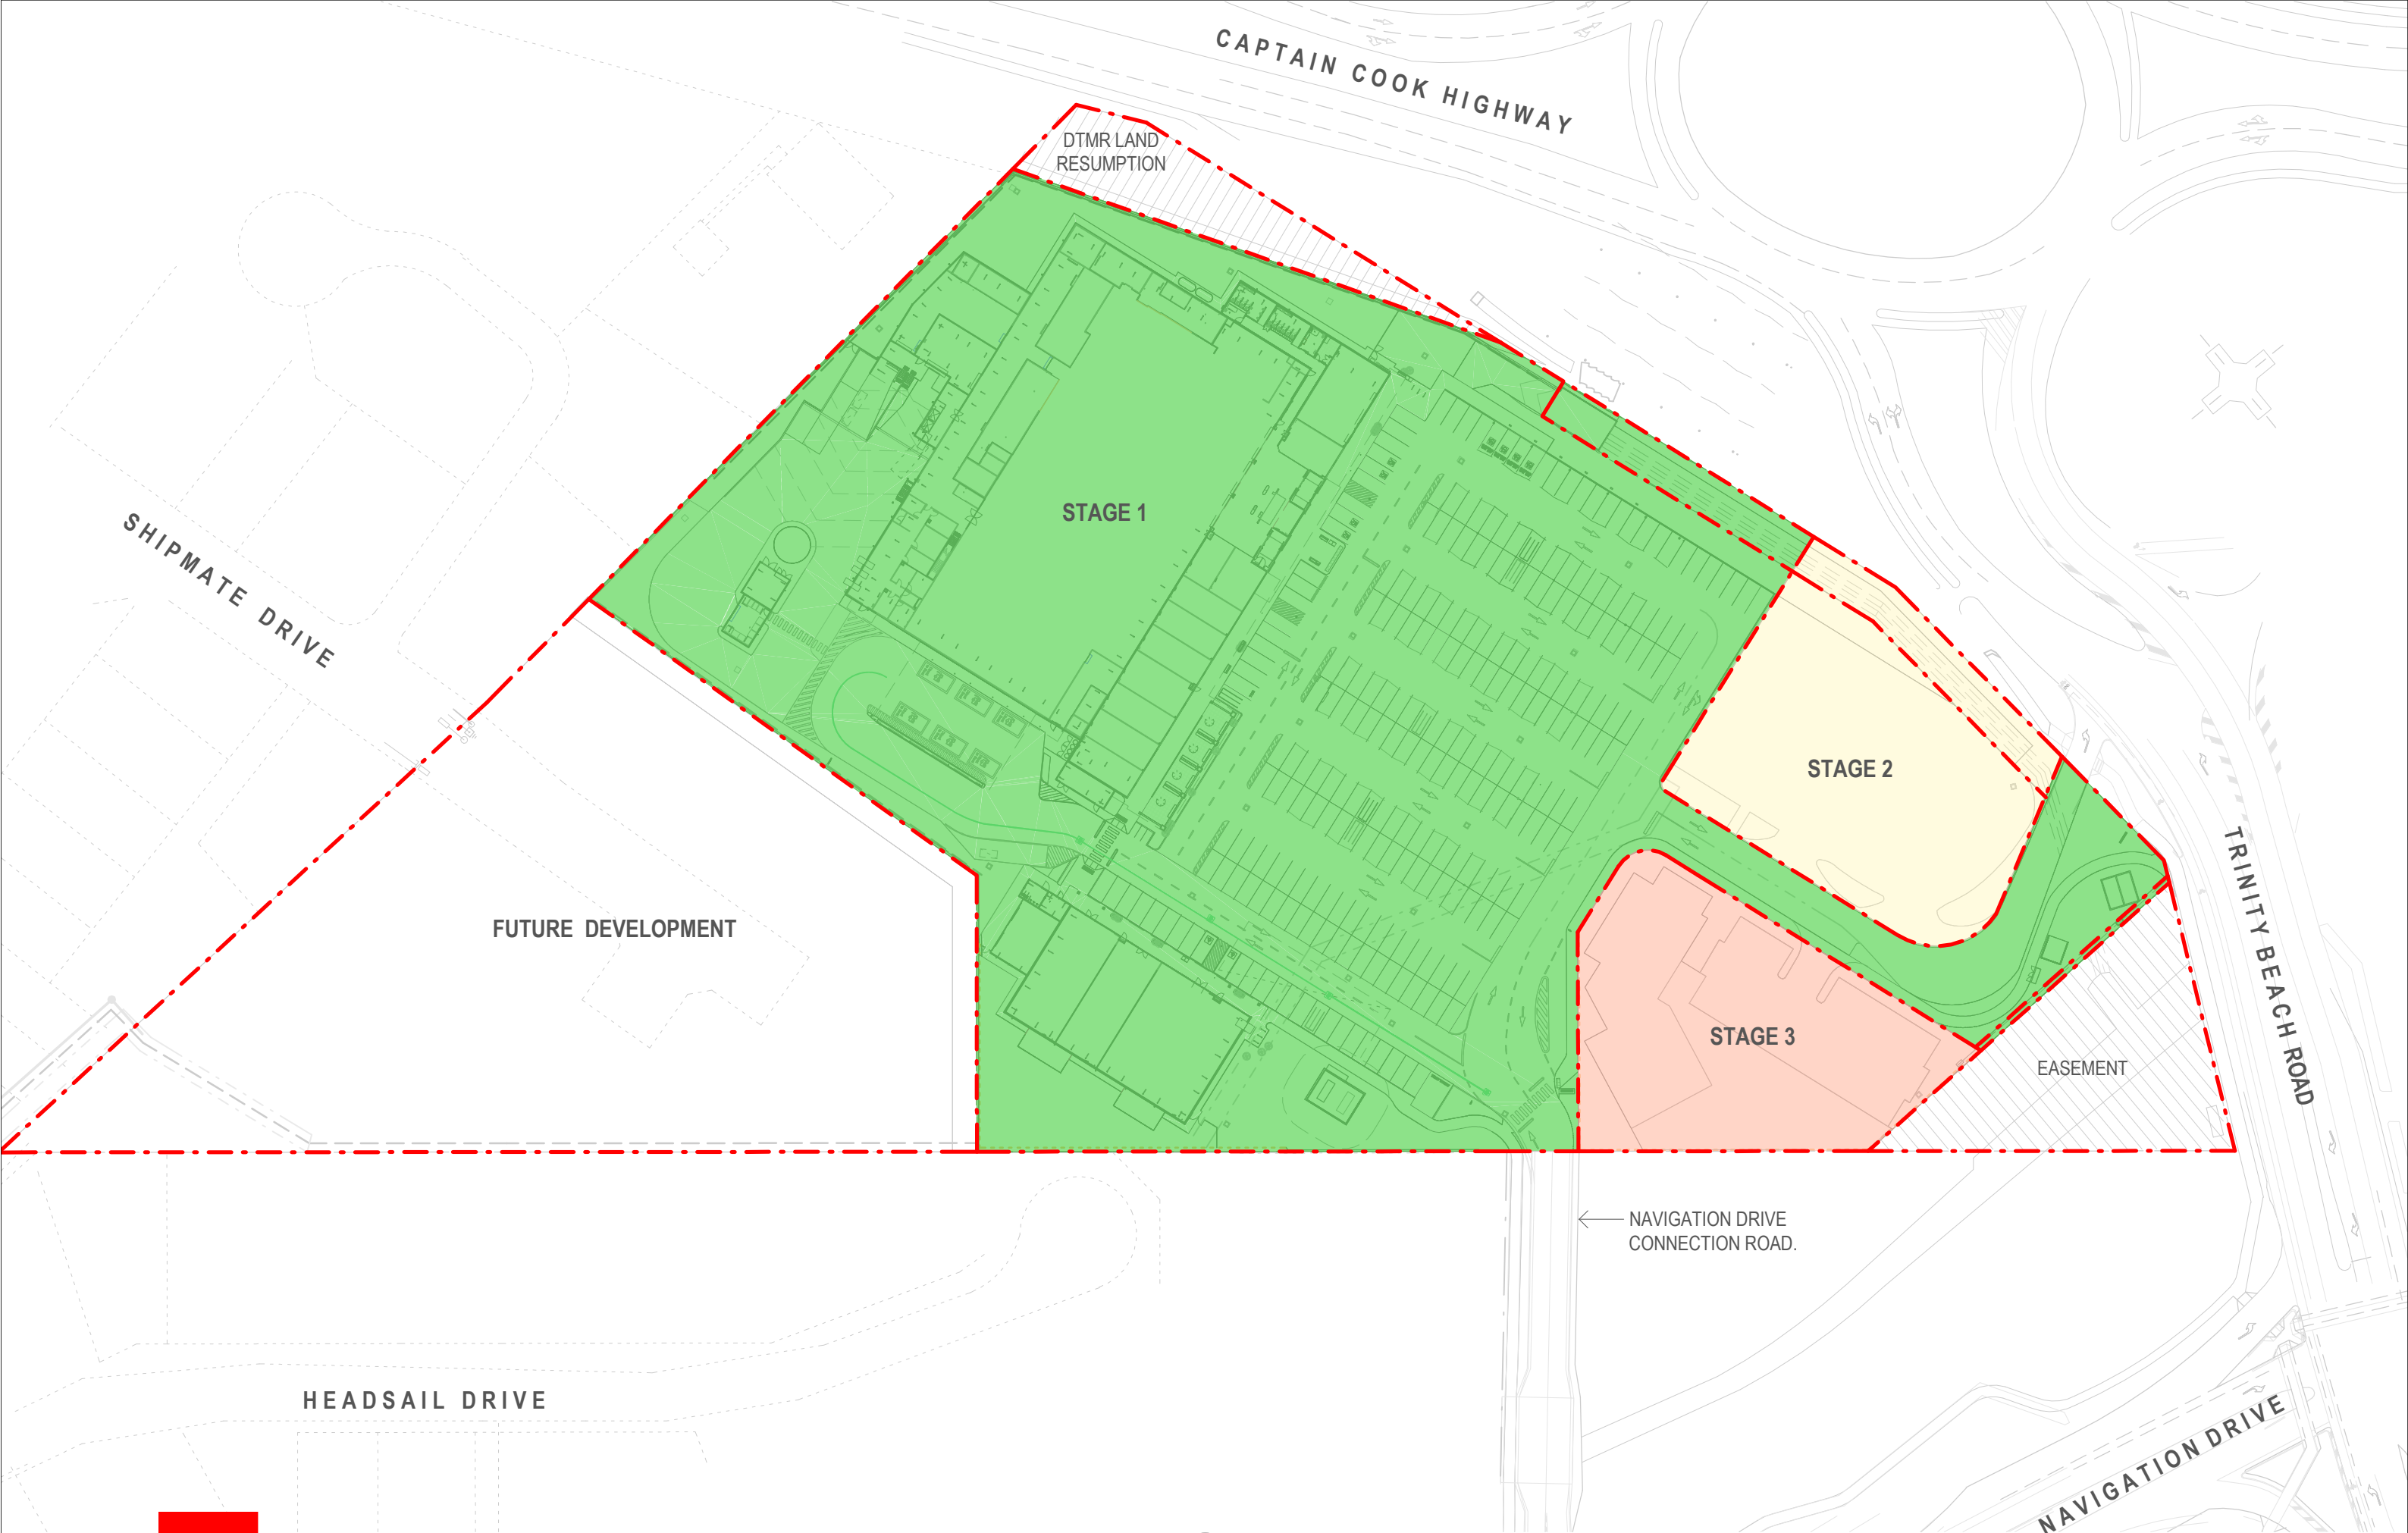 CAPTAIN COOK HIGHWAY
DTMR LAND
RESUMPTION
STAGE 1
SHIPMATE DRIVE
STAGE 2
TRINITY BEACH ROAD
FUTURE DEVELOPMENT
STAGE 3
EASEMENT
NAVIGATION DRIVE
CONNECTION ROAD.
HEADSAIL DRIVE
NAVIGATION DRIVE